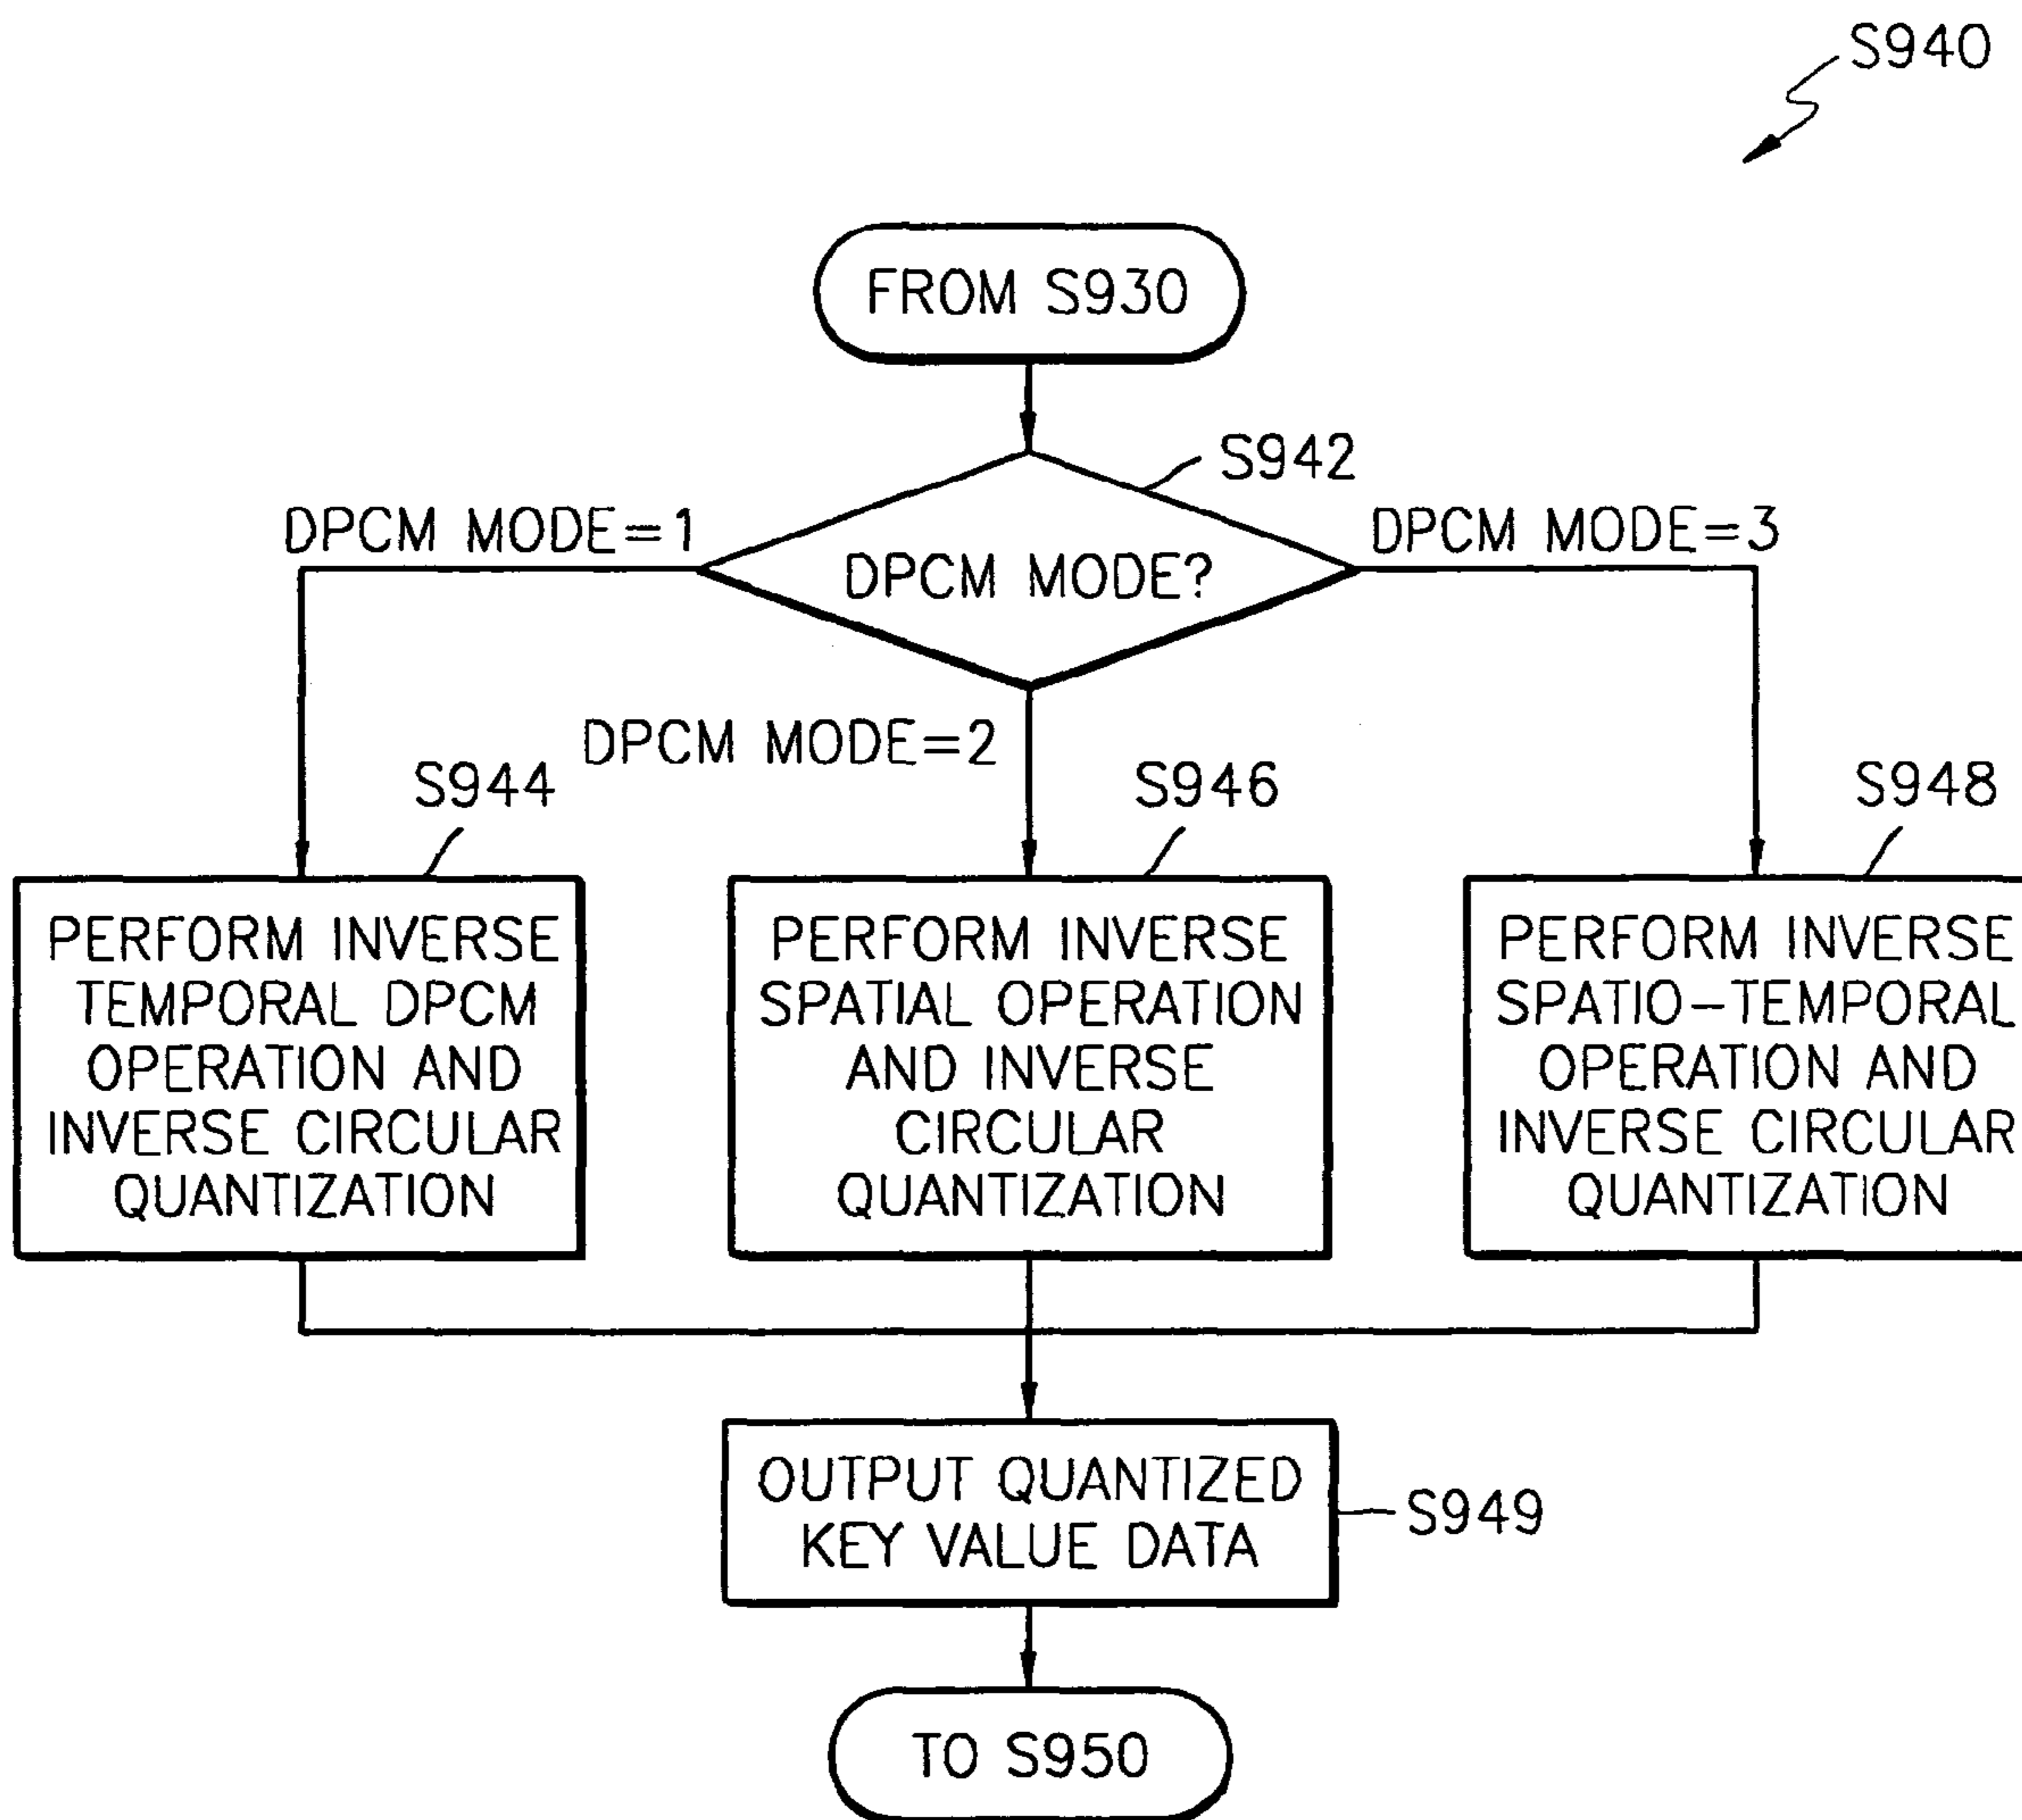 S940
FROM S930
S942
DPCM MODE=1
DPCM MODE=3
DPCM MODE?
DPCM MODE=2
S944
S946
S948
PERFORM INVERSE
TEMPORAL DPCM
OPERATION AND
INVERSE CIRCULAR
QUANTIZATION
PERFORM INVERSE
SPATIAL OPERATION
AND INVERSE
CIRCULAR
QUANTIZATION
PERFORM INVERSE
SPATIO-TEMPORAL
OPERATION AND
INVERSE CIRCULAR
QUANTIZATION
OUTPUT QUANTIZED
KEY VALUE DATA
S949
TO S950